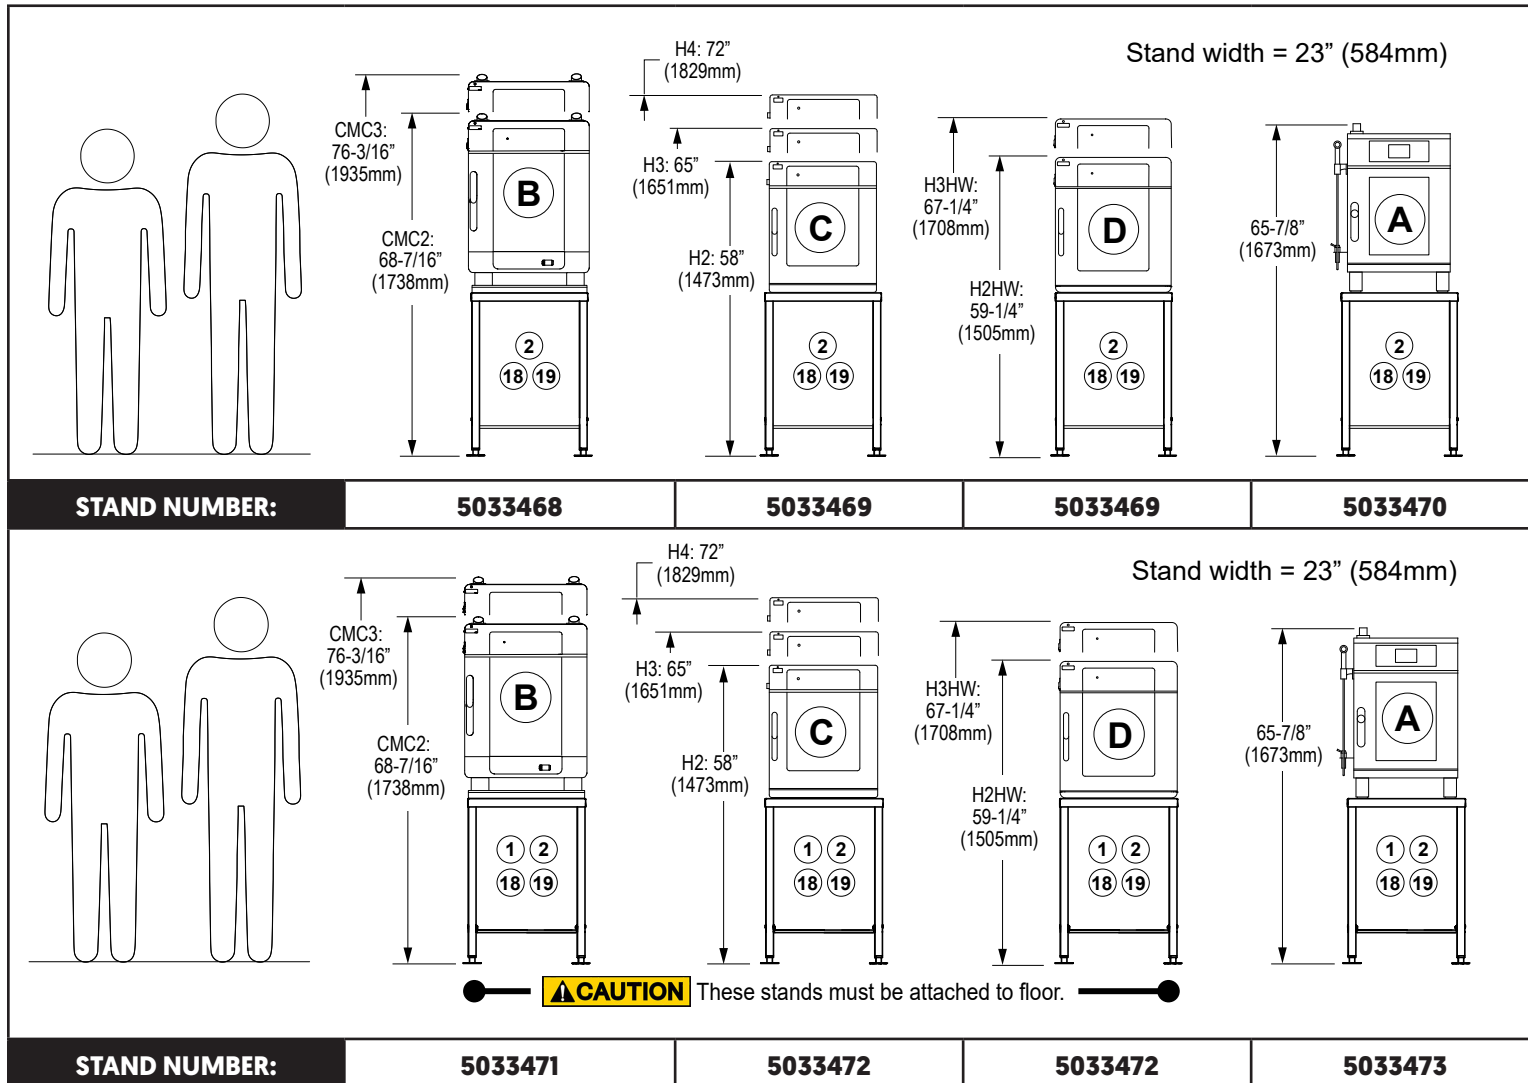 Stand width = 23” (584mm)
CMC3:
76-3/16”
(1935mm)
CMC2:
68-7/16”
(1738mm)
B
2
18 19
H4: 72”
(1829mm)
H3: 65”
(1651mm)
H2: 58”
(1473mm)
C
2
18 19
H3HW:
67-1/4”
(1708mm)
H2HW:
59-1/4”
(1505mm)
D
2
18 19
65-7/8”
(1673mm)
A
2
18 19
STAND NUMBER: 5033468 5033469 5033469 5033470
Stand width = 23” (584mm)
CMC3:
76-3/16”
(1935mm)
CMC2:
68-7/16”
(1738mm)
B
1 2
18 19
H4: 72”
(1829mm)
H3: 65”
(1651mm)
H2: 58”
(1473mm)
C
1 2
18 19
H3HW:
67-1/4”
(1708mm)
H2HW:
59-1/4”
(1505mm)
D
1 2
18 19
65-7/8”
(1673mm)
A
1 2
18 19
CAUTION These stands must be attached to floor.
STAND NUMBER: 5033471 5033472 5033472 5033473